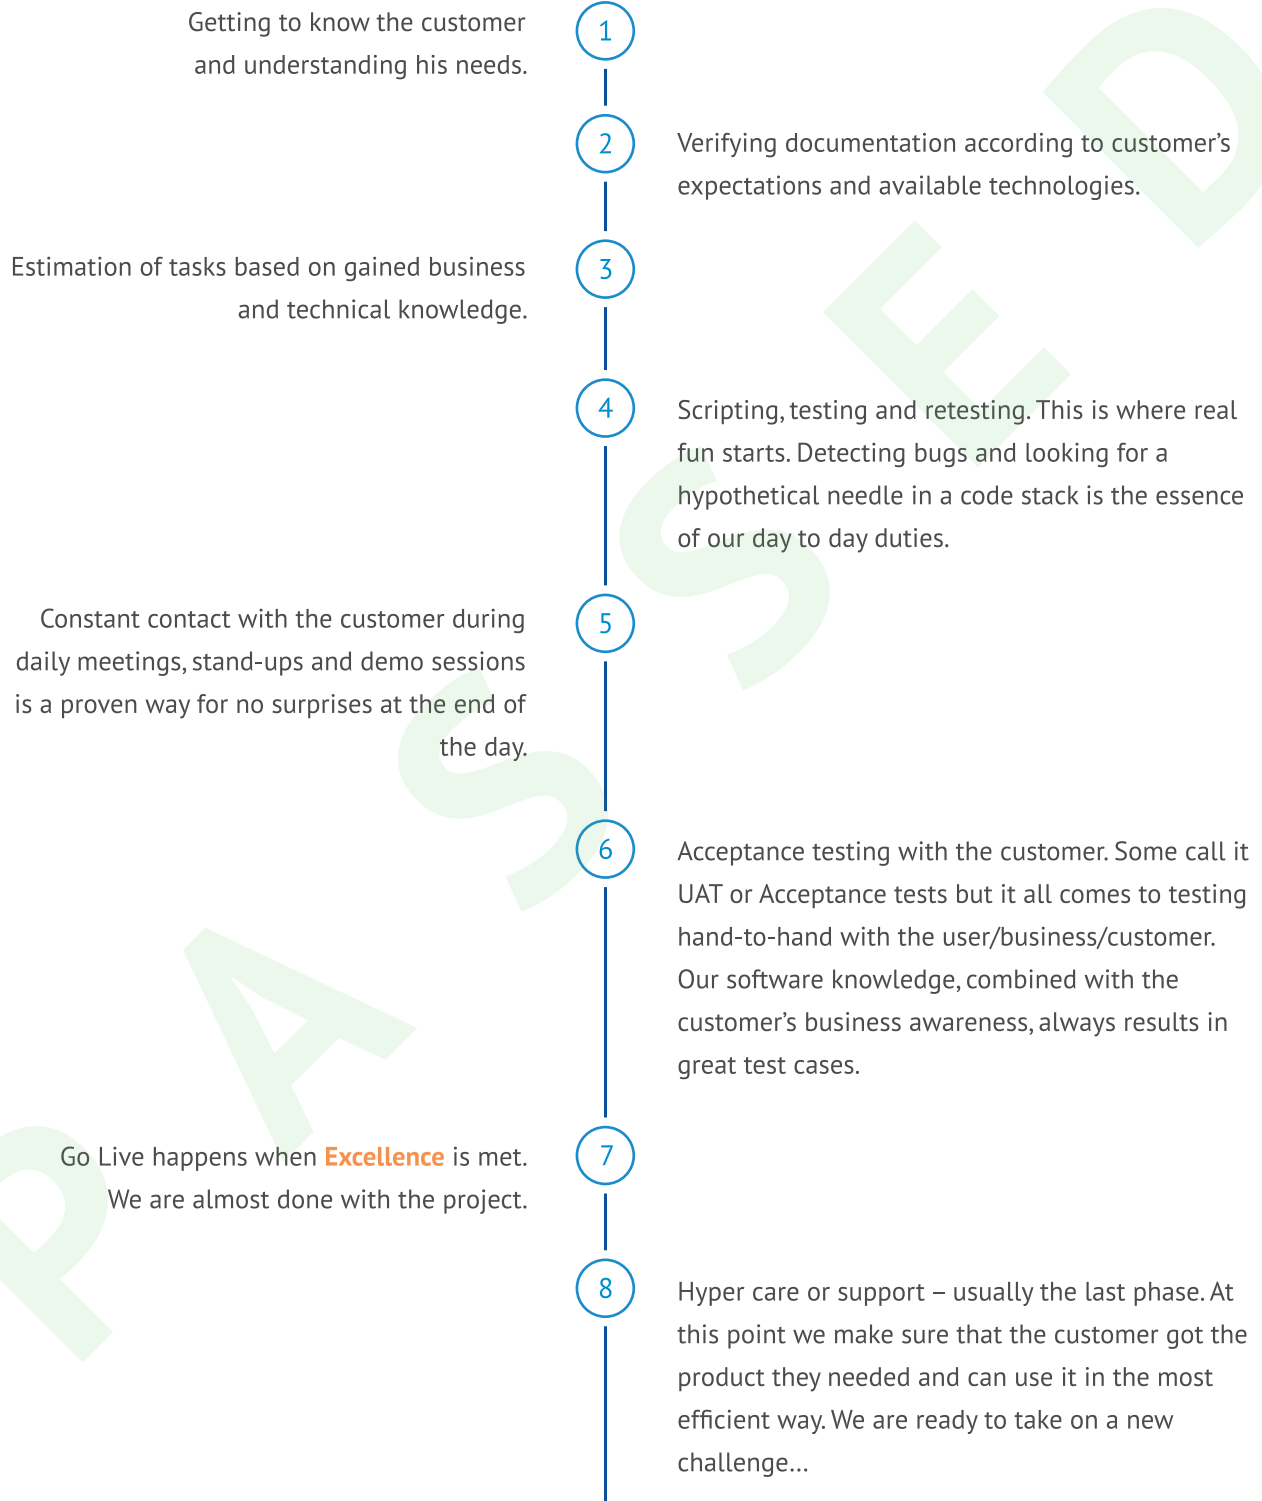 Getting to know the customer
and understanding his needs.
1
2
Verifying documentation according to customer’s
expectations and available technologies.
Estimation of tasks based on gained business
and technical knowledge.
3
4
Scripting, testing and retesting. This is where real
fun starts. Detecting bugs and looking for a
hypothetical needle in a code stack is the essence
of our day to day duties.
Constant contact with the customer during
daily meetings, stand-ups and demo sessions
is a proven way for no surprises at the end of
the day.
5
6
Acceptance testing with the customer. Some call it
UAT or Acceptance tests but it all comes to testing
hand-to-hand with the user/business/customer.
Our software knowledge, combined with the
customer’s business awareness, always results in
great test cases.
Go Live happens when Excellence is met.
We are almost done with the project.
7
8
Hyper care or support – usually the last phase. At
this point we make sure that the customer got the
product they needed and can use it in the most
efficient way. We are ready to take on a new
challenge...
PASSED